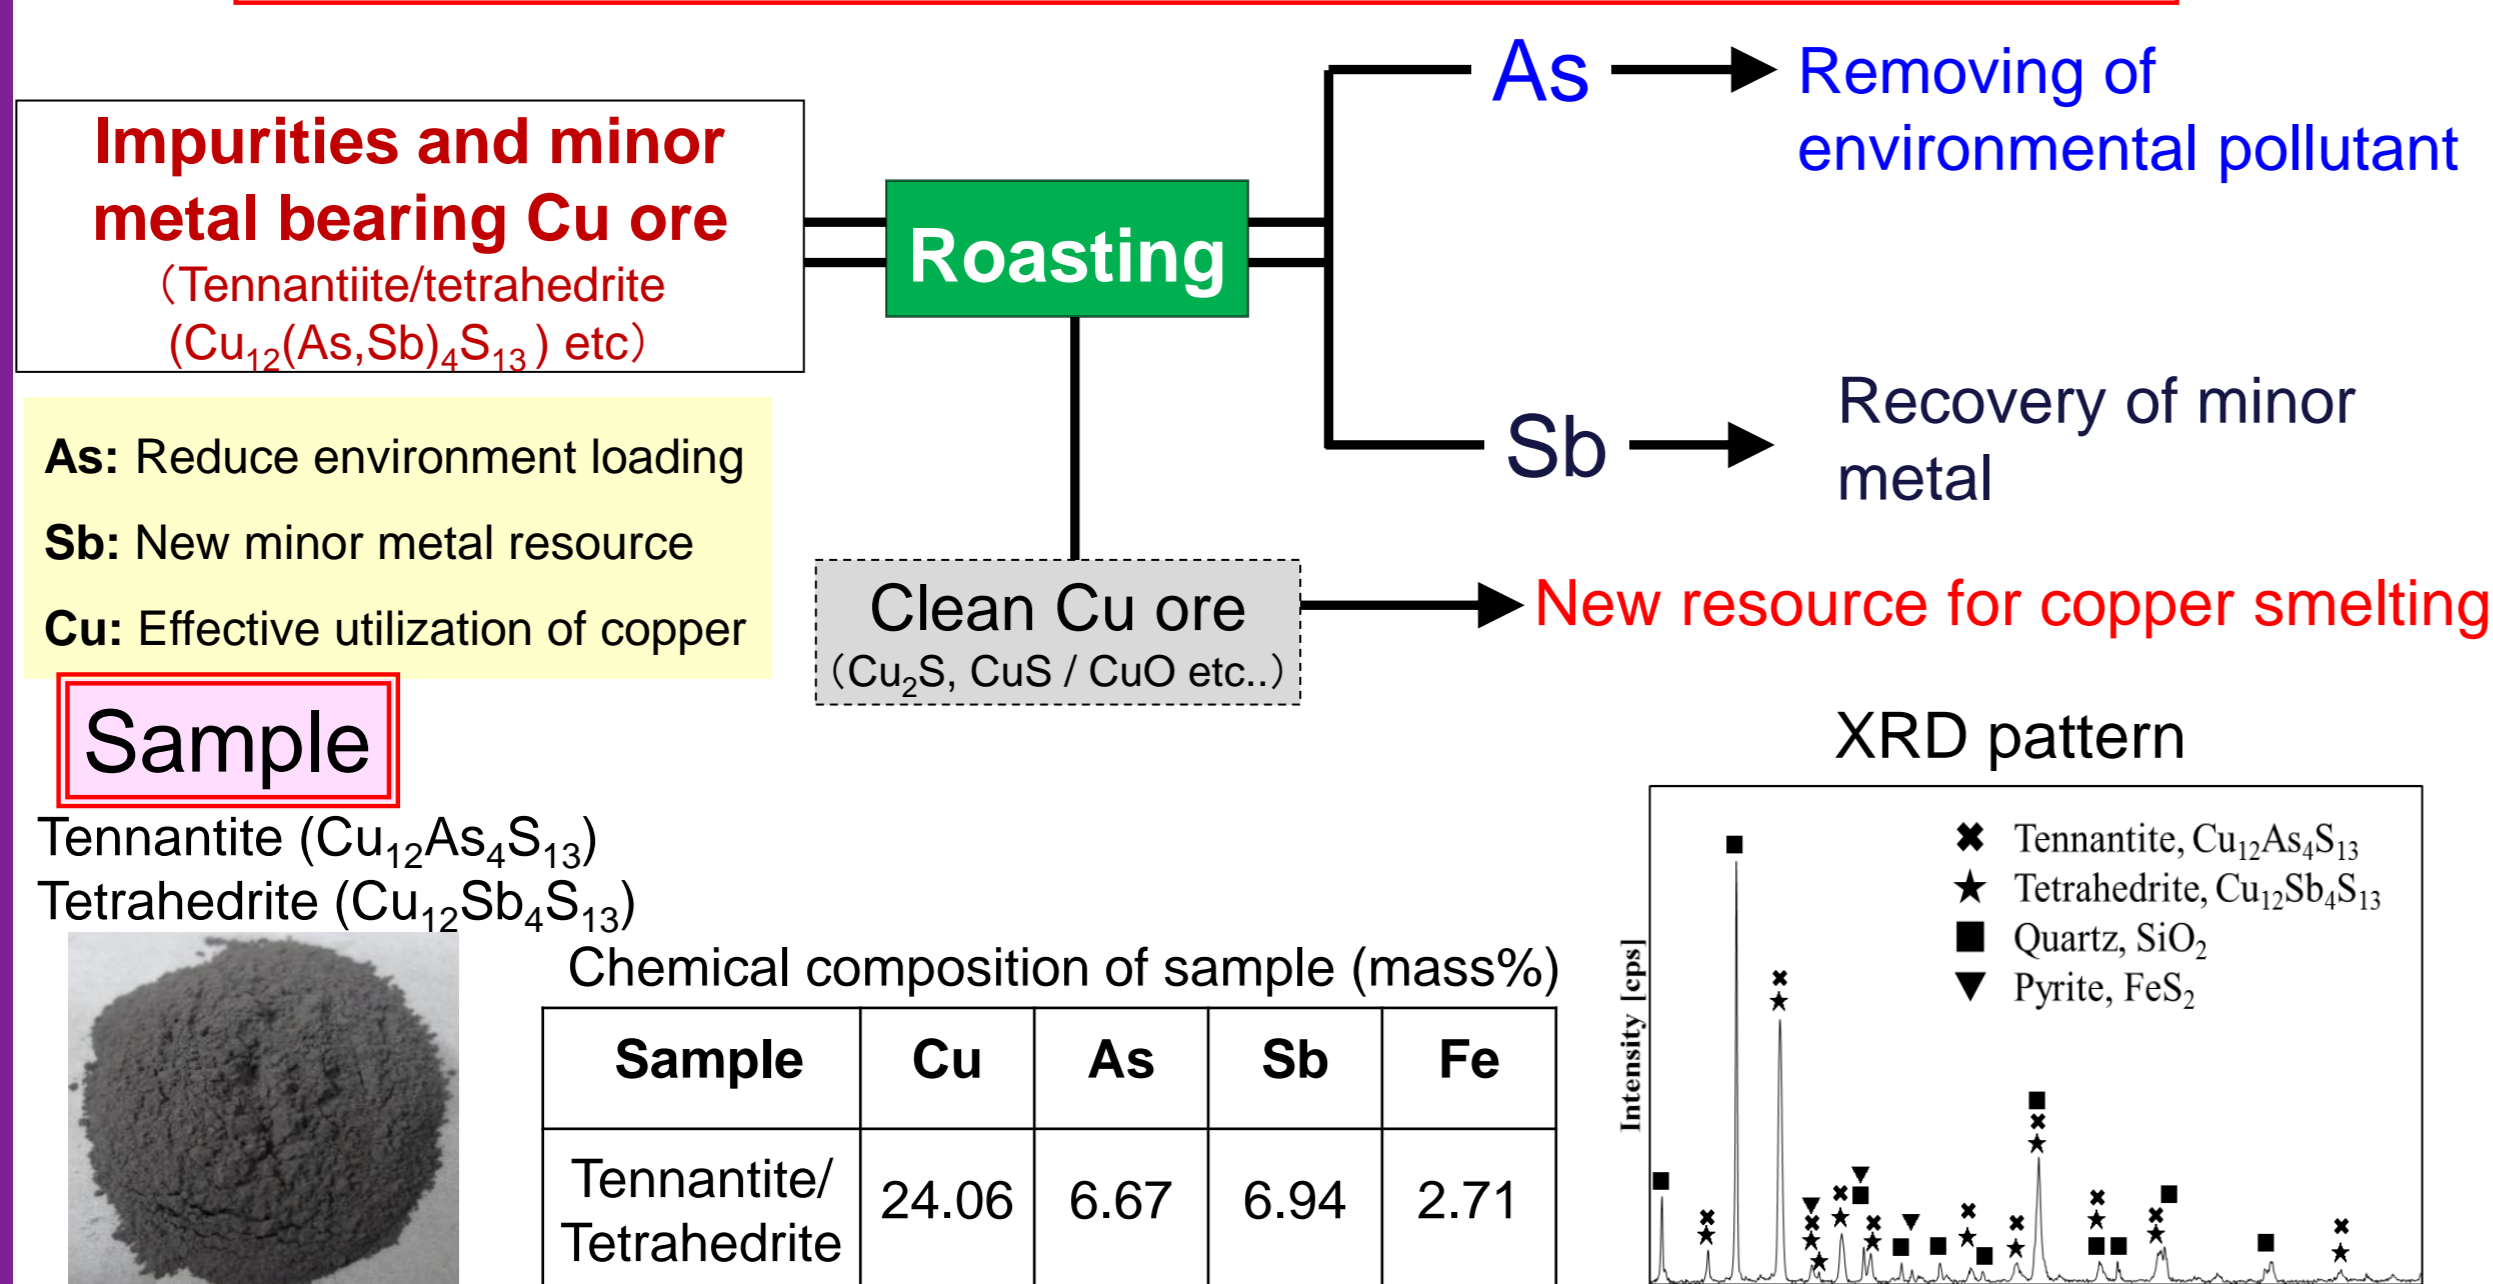 Impurities and minor
metal bearing Cu ore
（Tennantiite/tetrahedrite
(Cu12(As,Sb)4S13 ) etc）
Roasting
As
Removing of
environmental pollutant
Sb
Recovery of minor
metal
As: Reduce environment loading
Sb: New minor metal resource
Cu: Effective utilization of copper
Clean Cu ore
（Cu2S, CuS / CuO etc..）
New resource for copper smelting
Sample
Tennantite (Cu12As4S13)
Tetrahedrite (Cu12Sb4S13)
Chemical composition of sample (mass%)
Sample Cu As Sb Fe
Tennantite/
Tetrahedrite 24.06 6.67 6.94 2.71
XRD pattern
Intensity [cps]
Tennantite, Cu12As4S13
Tetrahedrite, Cu12Sb4S13
Quartz, SiO2
Pyrite, FeS2